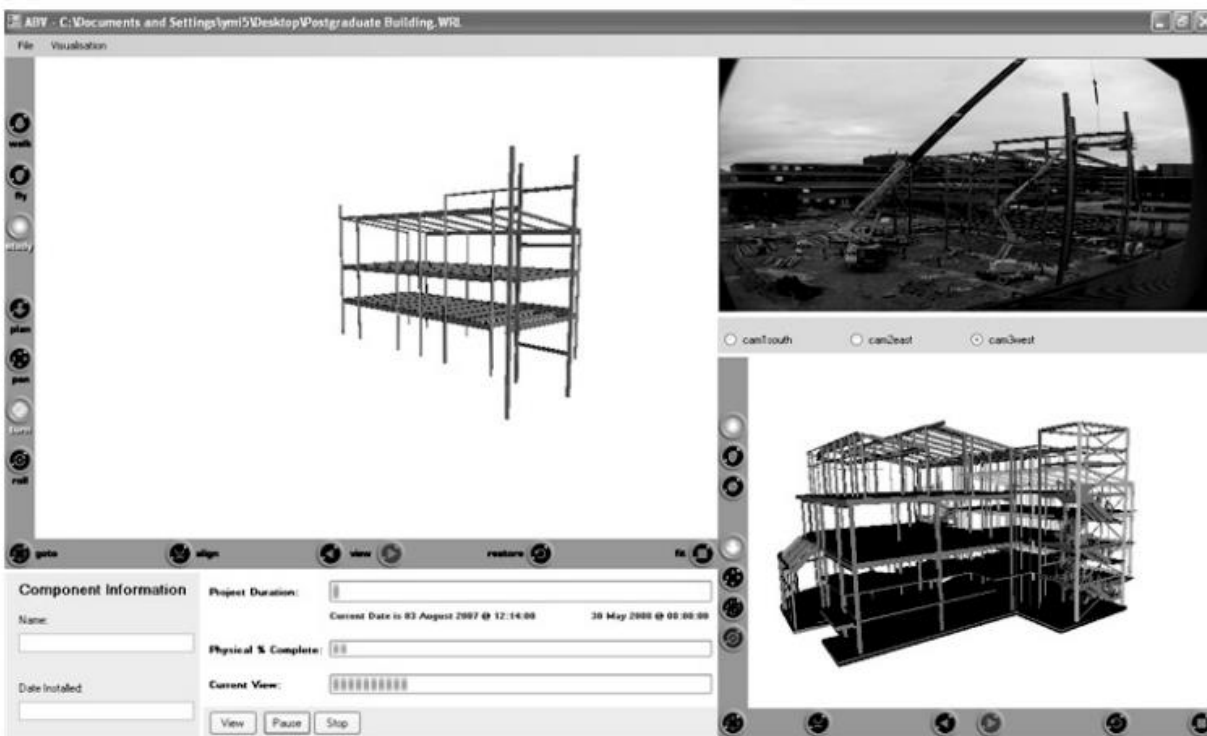 ABV - C:\Documents and Settings\ymi5\Desktop\Postgraduate Building.WRL
File Visualisation
walk
fly
study
plan
pan
turn
roll
goto align view restore fit
cam1south cam2east cam3west
Component Information
Name:
Date Installed:
Project Duration:
Current Date is 03 August 2007 @ 12:14:00 30 May 2008 @ 00:00:00
Physical % Complete:
Current View:
View Pause Stop